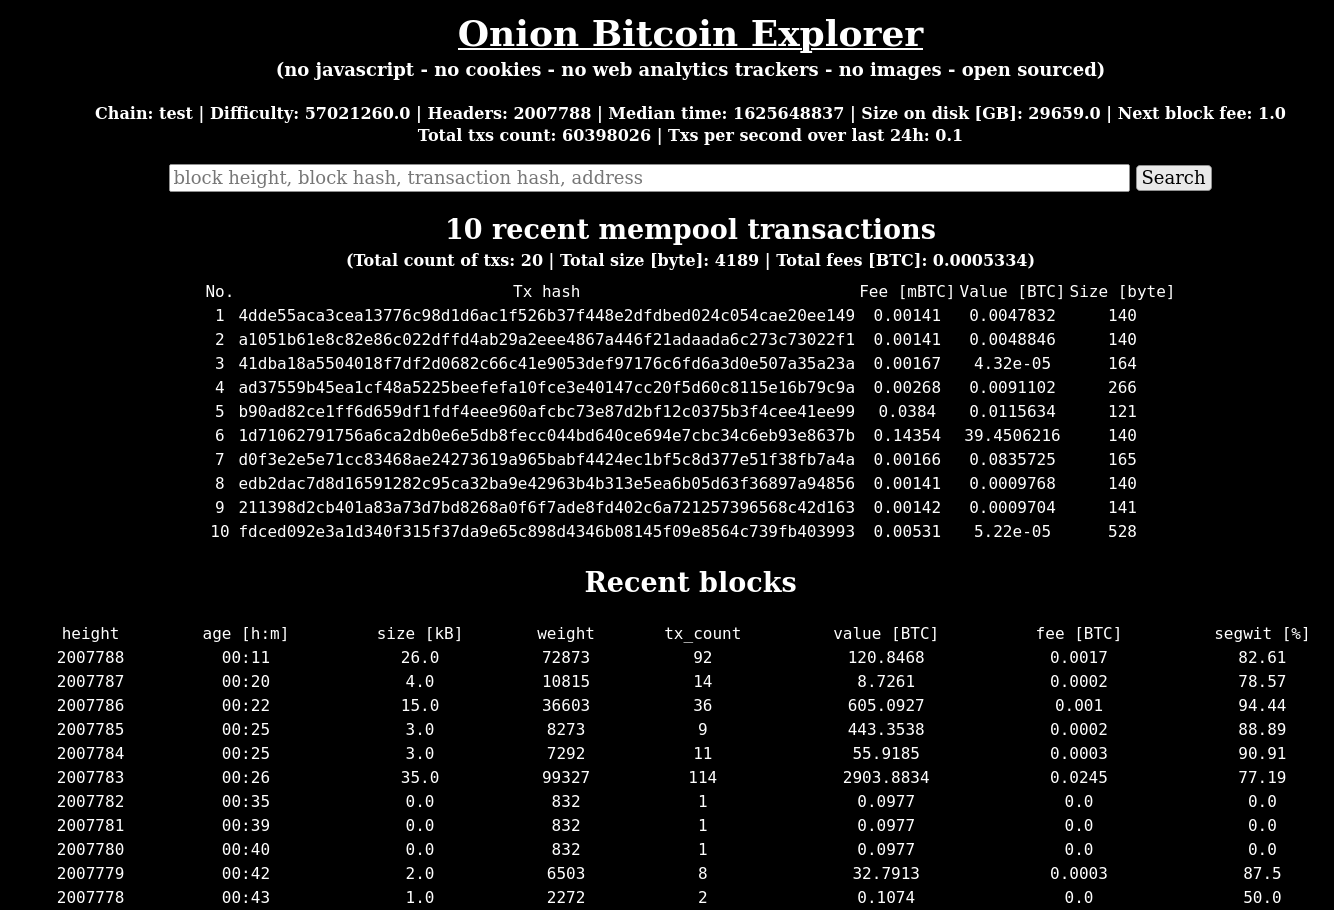 Onion Bitcoin Explorer
(no javascript - no cookies - no web analytics trackers - no images - open sourced)
Chain: test | Difficulty: 57021260.0 | Headers: 2007788 | Median time: 1625648837 | Size on disk [GB]: 29659.0 | Next block fee: 1.0
Total txs count: 60398026 | Txs per second over last 24h: 0.1
block height, block hash, transaction hash, address Search
10 recent mempool transactions
(Total count of txs: 20 | Total size [byte]: 4189 | Total fees [BTC]: 0.0005334)
No. Tx hash Fee [mBTC] Value [BTC] Size [byte]
1 4dde55aca3cea13776c98d1d6ac1f526b37f448e2dfdbed024c054cae20ee149 0.00141 0.0047832 140
2 a1051b61e8c82e86c022dffd4ab29a2eee4867a446f21adaada6c273c73022f1 0.00141 0.0048846 140
3 41dba18a5504018f7df2d0682c66c41e9053def97176c6fd6a3d0e507a35a23a 0.00167 4.32e-05 164
4 ad37559b45ea1cf48a5225beefefa10fce3e40147cc20f5d60c8115e16b79c9a 0.00268 0.0091102 266
5 b90ad82ce1ff6d659df1fdf4eee960afcbc73e87d2bf12c0375b3f4cee41ee99 0.0384 0.0115634 121
6 1d71062791756a6ca2db0e6e5db8fecc044bd640ce694e7cbc34c6eb93e8637b 0.14354 39.4506216 140
7 d0f3e2e5e71cc83468ae24273619a965babf4424ec1bf5c8d377e51f38fb7a4a 0.00166 0.0835725 165
8 edb2dac7d8d16591282c95ca32ba9e42963b4b313e5ea6b05d63f36897a94856 0.00141 0.0009768 140
9 211398d2cb401a83a73d7bd8268a0f6f7ade8fd402c6a721257396568c42d163 0.00142 0.0009704 141
10 fdced092e3a1d340f315f37da9e65c898d4346b08145f09e8564c739fb403993 0.00531 5.22e-05 528
Recent blocks
height age [h:m] size [kB] weight tx_count value [BTC] fee [BTC] segwit [%]
2007788 00:11 26.0 72873 92 120.8468 0.0017 82.61
2007787 00:20 4.0 10815 14 8.7261 0.0002 78.57
2007786 00:22 15.0 36603 36 605.0927 0.001 94.44
2007785 00:25 3.0 8273 9 443.3538 0.0002 88.89
2007784 00:25 3.0 7292 11 55.9185 0.0003 90.91
2007783 00:26 35.0 99327 114 2903.8834 0.0245 77.19
2007782 00:35 0.0 832 1 0.0977 0.0 0.0
2007781 00:39 0.0 832 1 0.0977 0.0 0.0
2007780 00:40 0.0 832 1 0.0977 0.0 0.0
2007779 00:42 2.0 6503 8 32.7913 0.0003 87.5
2007778 00:43 1.0 2272 2 0.1074 0.0 50.0